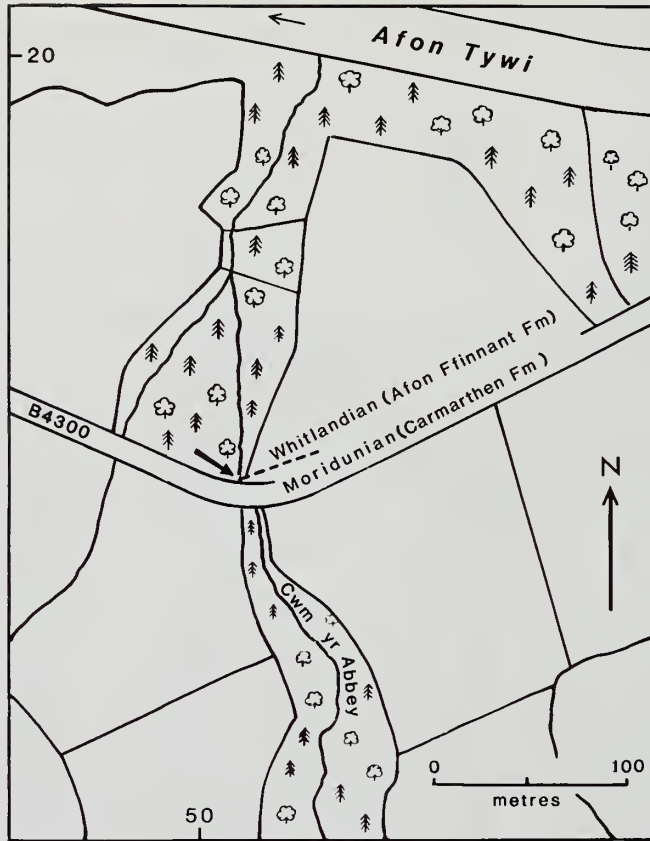 Afon Tywi
20
B4300
Whitlandian (Afon Ffinnant Fm)
Moridunian (Carmarthen Fm)
N
Cwm yr Abbey
0 100
metres
50